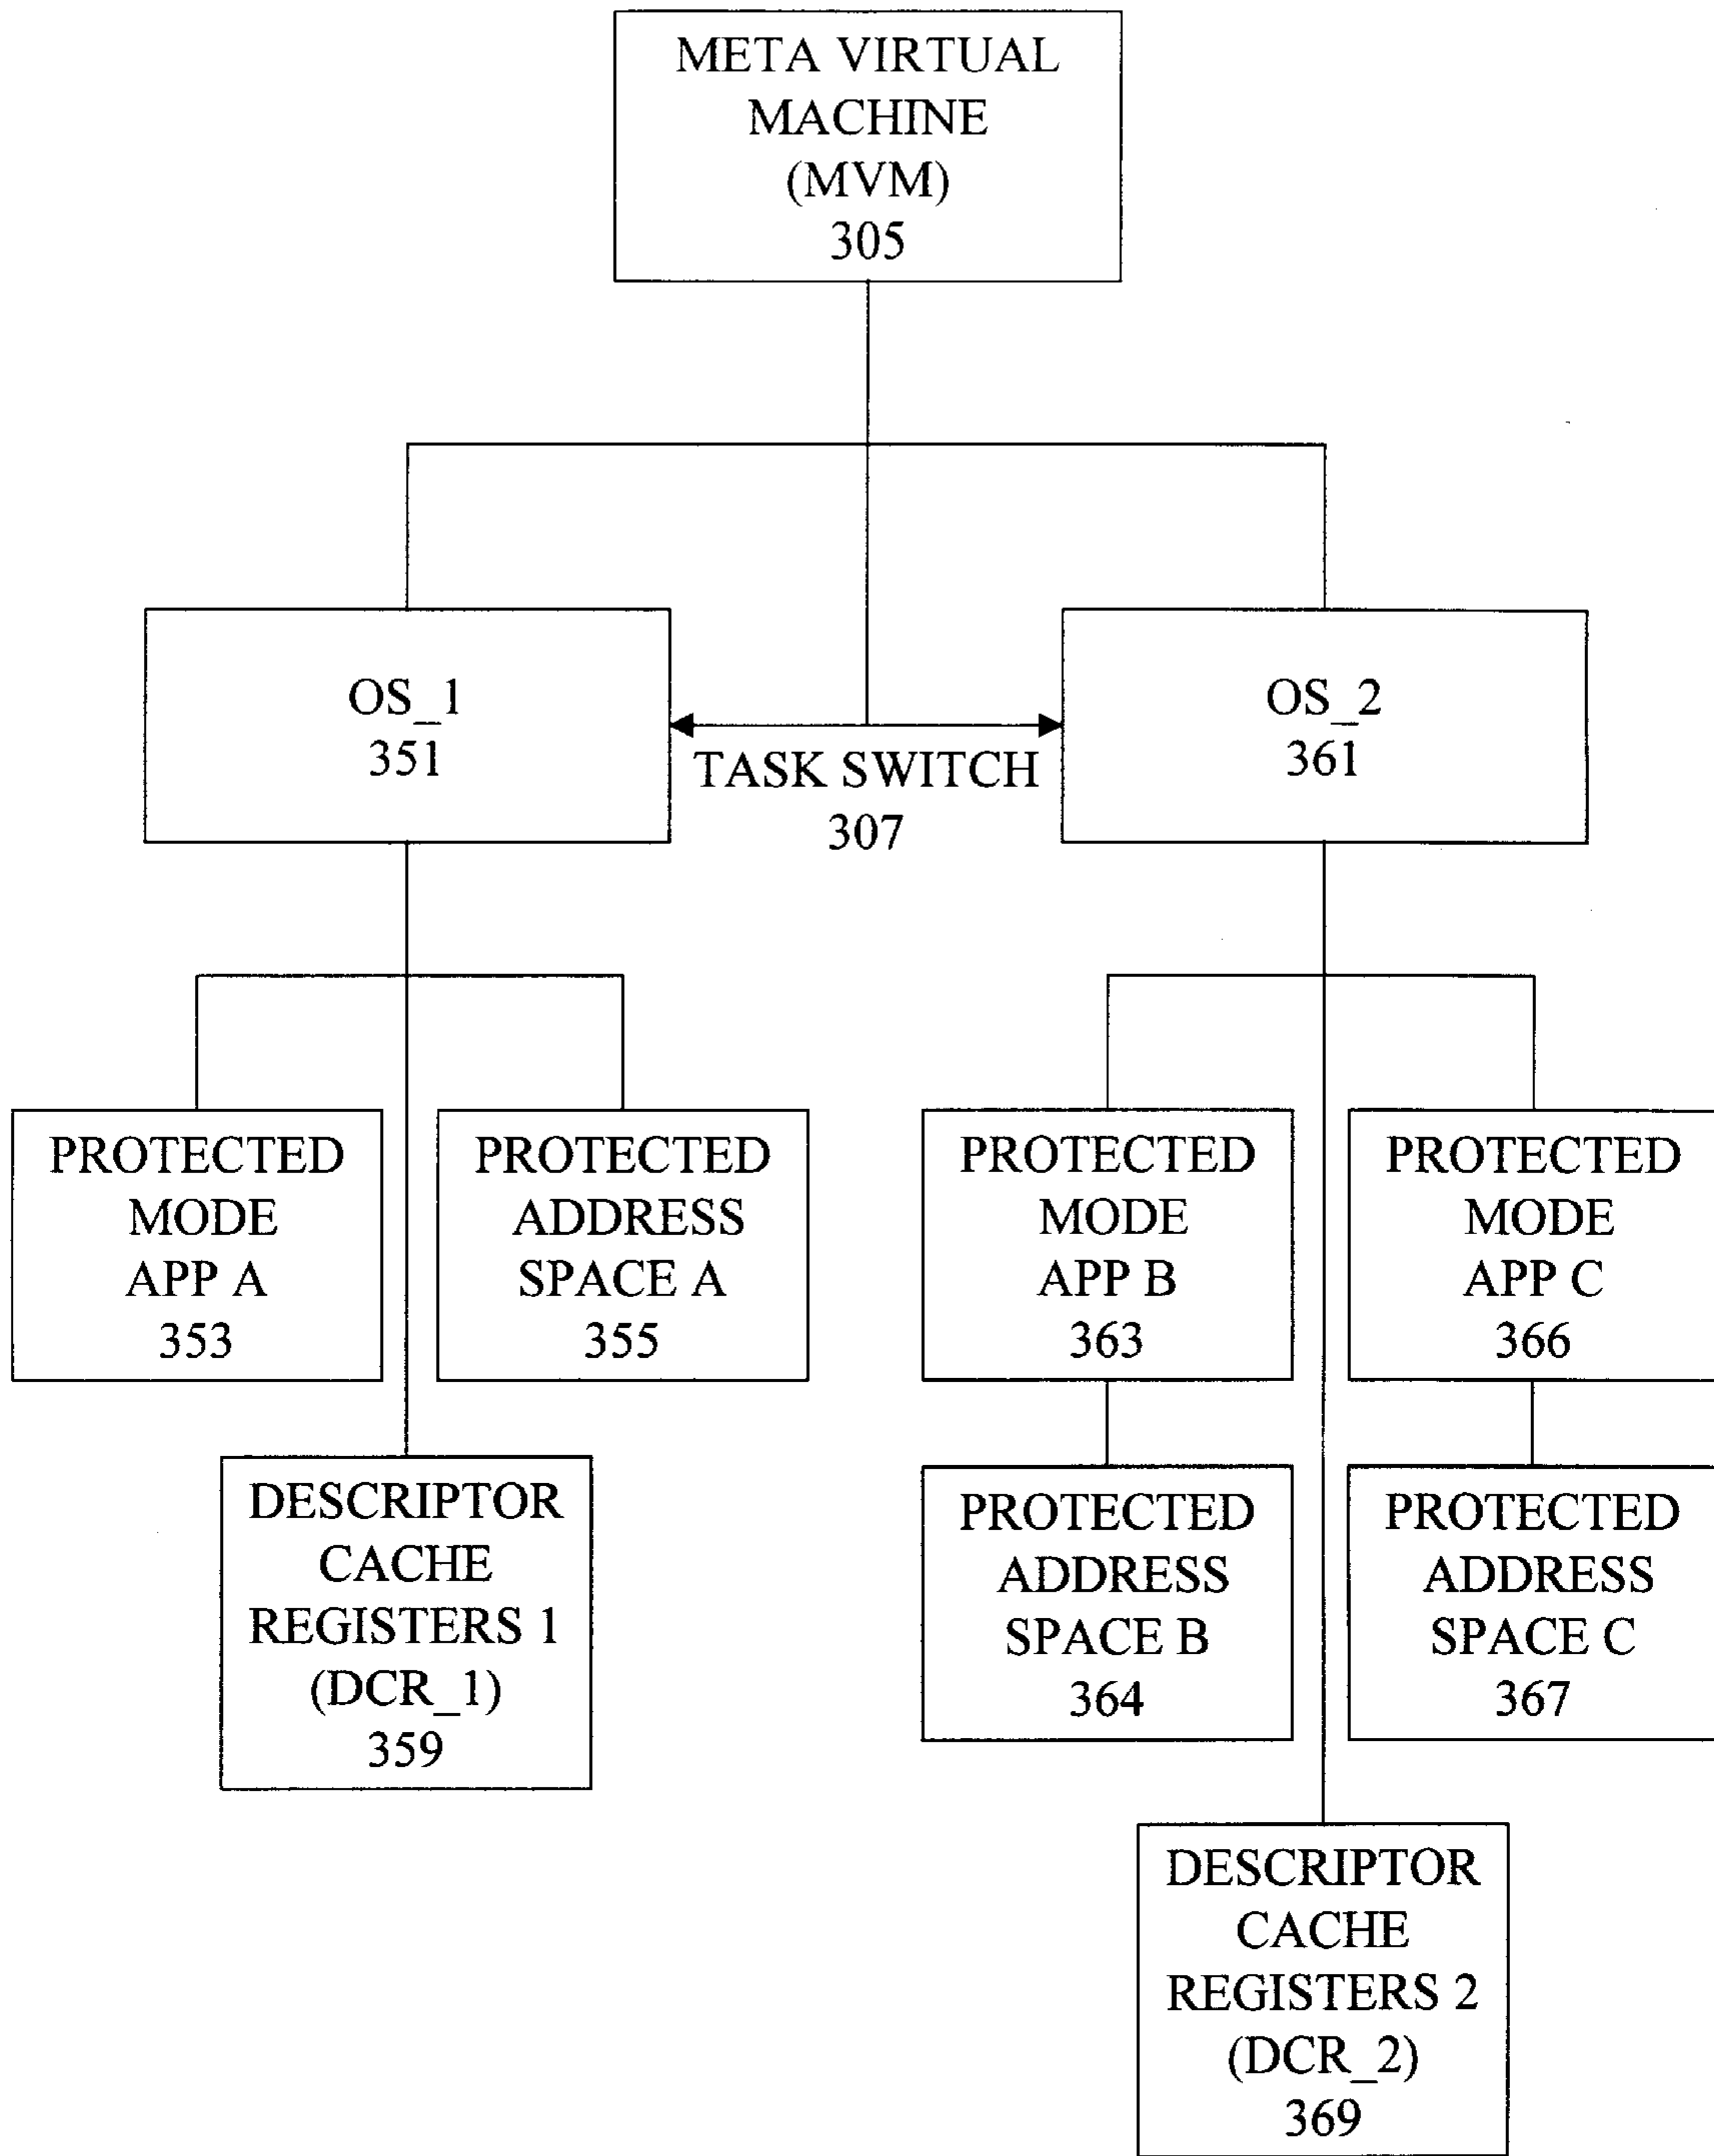 META VIRTUAL
MACHINE
(MVM)
305
OS_1
351
TASK SWITCH
307
OS_2
361
PROTECTED
MODE
APP A
353
PROTECTED
ADDRESS
SPACE A
355
PROTECTED
MODE
APP B
363
PROTECTED
MODE
APP C
366
DESCRIPTOR
CACHE
REGISTERS 1
(DCR_1)
359
PROTECTED
ADDRESS
SPACE B
364
PROTECTED
ADDRESS
SPACE C
367
DESCRIPTOR
CACHE
REGISTERS 2
(DCR_2)
369